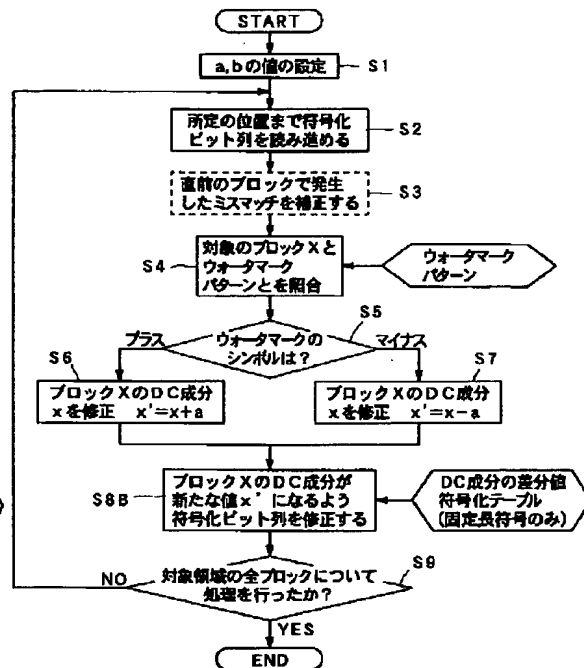 START
a,bの値の設定
S1
所定の位置まで符号化
ビット列を読み進める
S2
直前のブロックで発生
したミスマッチを補正する
S3
S4
対象のブロックXと
ウォータマーク
パターンとを照合
ウォータマーク
パターン
S5
プラス
ウォータマークの
シンボルは?
マイナス
S6
S7
ブロックXのDC成分
xを修正 x'=x+a
ブロックXのDC成分
xを修正 x'=x-a
S8B
ブロックXのDC成分が
新たな値x'になるよう
符号化ビット列を修正する
DC成分の差分値
符号化テーブル
(固定長符号のみ)
S9
NO
対象領域の全ブロックについて
処理を行ったか?
YES
END